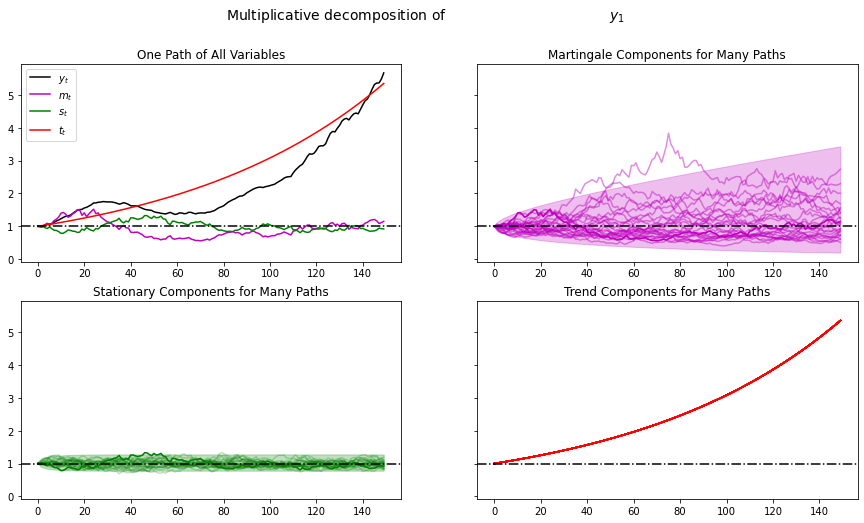 Multiplicative decomposition of y₁
One Path of All Variables
5
4
3
2
1
0
yₜ
mₜ
sₜ
tₜ
0 20 40 60 80 100 120 140
Martingale Components for Many Paths
0 20 40 60 80 100 120 140
Stationary Components for Many Paths
5
4
3
2
1
0
0 20 40 60 80 100 120 140
Trend Components for Many Paths
0 20 40 60 80 100 120 140